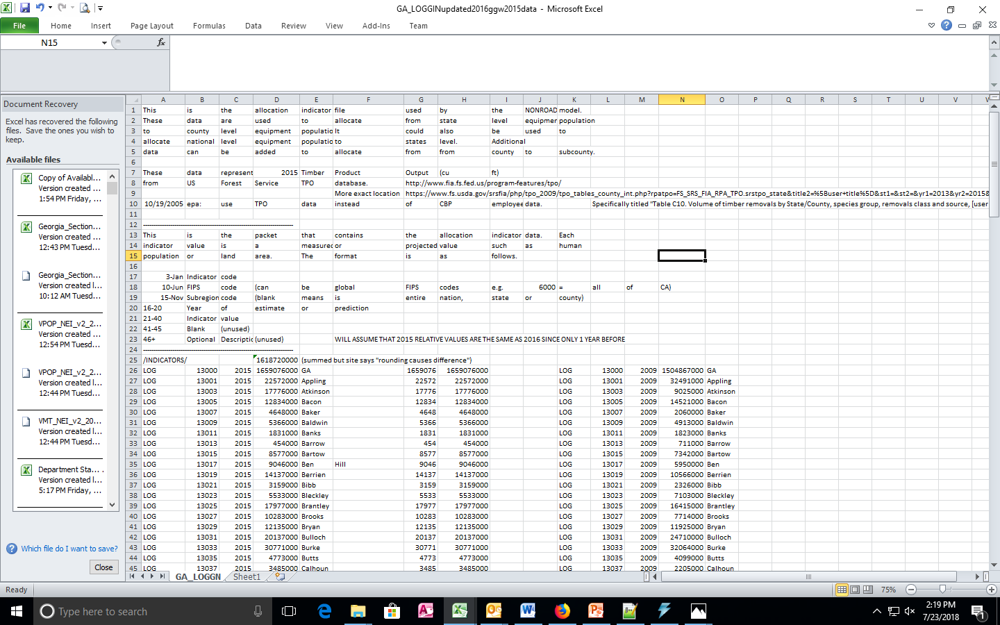 GA_LOGGINupdated2016ggw2015data - Microsoft Excel
File Home Insert Page Layout Formulas Data Review View Add-Ins Team
N15 fx
Document Recovery
Excel has recovered the following
files. Save the ones you wish to
keep.
Available files
Copy of Availabl...
Version created ...
1:54 PM Friday, ...
Georgia_Section...
Version created ...
12:43 PM Tuesd...
Georgia_Section...
Version created l...
10:12 AM Tuesd...
VPOP_NEI_v2_2...
Version created ...
12:54 PM Tuesd...
VPOP_NEI_v2_2...
Version created ...
12:44 PM Tuesd...
VMT_NEI_v2_20...
Version created l...
12:44 PM Tuesd...
Department Sta... .
Version created l...
5:17 PM Friday, ...
Which file do I want to save?
Close
A B C D E F G H I J K L M N O P Q R S T U V
1 This is the allocation indicator file used by the NONROAD model.
2 These data are used to allocate from state level equipmer population
3 to county level equipment populatio It could also be used to
4 allocate national level equipment populatio to states level. Additional
5 data can be added to allocate from from county to subcounty.
6
7 These data represent 2015 Timber Product Output (cu ft)
8 from US Forest Service TPO database. http://www.fia.fs.fed.us/program-features/tpo/
9 More exact location https://www.fs.usda.gov/srsfia/php/tpo_2009/tpo_tables_county_int.php?rpatpo=FS_SRS_FIA_RPA_TPO.srstpo_state&title2=%5Buser+title%5D&st1=&st2=&yr1=2013&yr2=2015&
10 10/19/2005 epa: use TPO data instead of CBP employee data. Specifically titled "Table C10. Volume of timber removals by State/County, species group, removals class and source, [user
11
12 ------------------------------------------------------------------------
13 This is the packet that contains the allocation indicator data. Each
14 indicator value is a measured or projected value such as human
15 population or land area. The format is as follows.
16
17 3-Jan Indicator code
18 10-Jun FIPS code (can be global FIPS codes e.g. 6000 = all of CA)
19 15-Nov Subregion code (blank means is entire nation, state or county)
20 16-20 Year of estimate or prediction
21 21-40 Indicator value
22 41-45 Blank (unused)
23 46+ Optional Descriptic (unused) WILL ASSUME THAT 2015 RELATIVE VALUES ARE THE SAME AS 2016 SINCE ONLY 1 YEAR BEFORE
24 ------------------------------------------------------------------------
25 /INDICATORS/ 1618720000 (summed but site says "rounding causes difference")
26 LOG 13000 2015 1659076000 GA 1659076 1659076000 LOG 13000 2009 1504867000 GA
27 LOG 13001 2015 22572000 Appling 22572 22572000 LOG 13001 2009 32491000 Appling
28 LOG 13003 2015 17776000 Atkinson 17776 17776000 LOG 13003 2009 9025000 Atkinson
29 LOG 13005 2015 12834000 Bacon 12834 12834000 LOG 13005 2009 14521000 Bacon
30 LOG 13007 2015 4648000 Baker 4648 4648000 LOG 13007 2009 2060000 Baker
31 LOG 13009 2015 5366000 Baldwin 5366 5366000 LOG 13009 2009 4913000 Baldwin
32 LOG 13011 2015 1831000 Banks 1831 1831000 LOG 13011 2009 1823000 Banks
33 LOG 13013 2015 454000 Barrow 454 454000 LOG 13013 2009 711000 Barrow
34 LOG 13015 2015 8577000 Bartow 8577 8577000 LOG 13015 2009 7342000 Bartow
35 LOG 13017 2015 9046000 Ben Hill 9046 9046000 LOG 13017 2009 5950000 Ben
36 LOG 13019 2015 14137000 Berrien 14137 14137000 LOG 13019 2009 10566000 Berrien
37 LOG 13021 2015 3159000 Bibb 3159 3159000 LOG 13021 2009 2326000 Bibb
38 LOG 13023 2015 5533000 Bleckley 5533 5533000 LOG 13023 2009 7103000 Bleckley
39 LOG 13025 2015 17977000 Brantley 17977 17977000 LOG 13025 2009 16415000 Brantley
40 LOG 13027 2015 10283000 Brooks 10283 10283000 LOG 13027 2009 7714000 Brooks
41 LOG 13029 2015 12135000 Bryan 12135 12135000 LOG 13029 2009 11925000 Bryan
42 LOG 13031 2015 20137000 Bulloch 20137 20137000 LOG 13031 2009 24710000 Bulloch
43 LOG 13033 2015 30771000 Burke 30771 30771000 LOG 13033 2009 32064000 Burke
44 LOG 13035 2015 4773000 Butts 4773 4773000 LOG 13035 2009 4099000 Butts
45 LOG 13037 2015 3485000 Calhoun 3485 3485000 LOG 13037 2009 2205000 Calhoun
GA_LOGGN Sheet1
Ready 75%
Type here to search
2:19 PM
7/23/2018
1